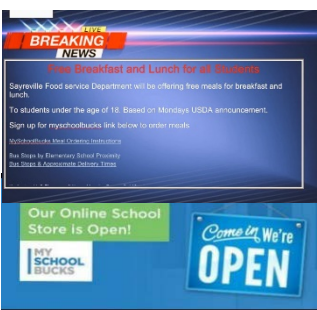 LIVE
BREAKING
NEWS
Free Breakfast and Lunch for all Students
Sayreville Food service Department will be offering free meals for breakfast and
lunch.
To students under the age of 18. Based on Mondays USDA announcement.
Sign up for myschoolbucks link below to order meals
MySchoolBucks Meal Ordering Instructions
Bus Stops by Elementary School Proximity
Bus Stops & Approximate Delivery Times
Our Online School
Store is Open!
MY
SCHOOL
BUCKS
Come in We're
OPEN